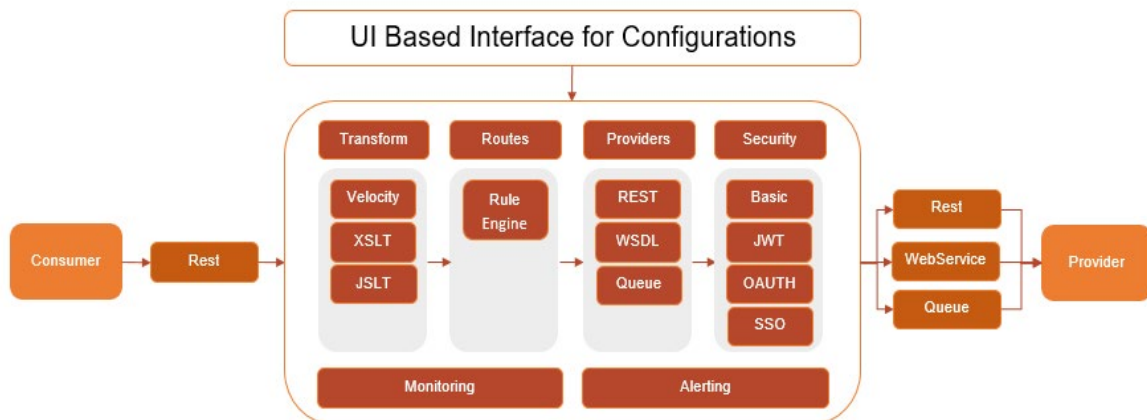 UI Based Interface for Configurations
Transform
Routes
Providers
Security
Velocity
XSLT
JSLT
Rule
Engine
REST
WSDL
Queue
Basic
JWT
OAUTH
SSO
Consumer
Rest
Rest
WebService
Queue
Provider
Monitoring
Alerting